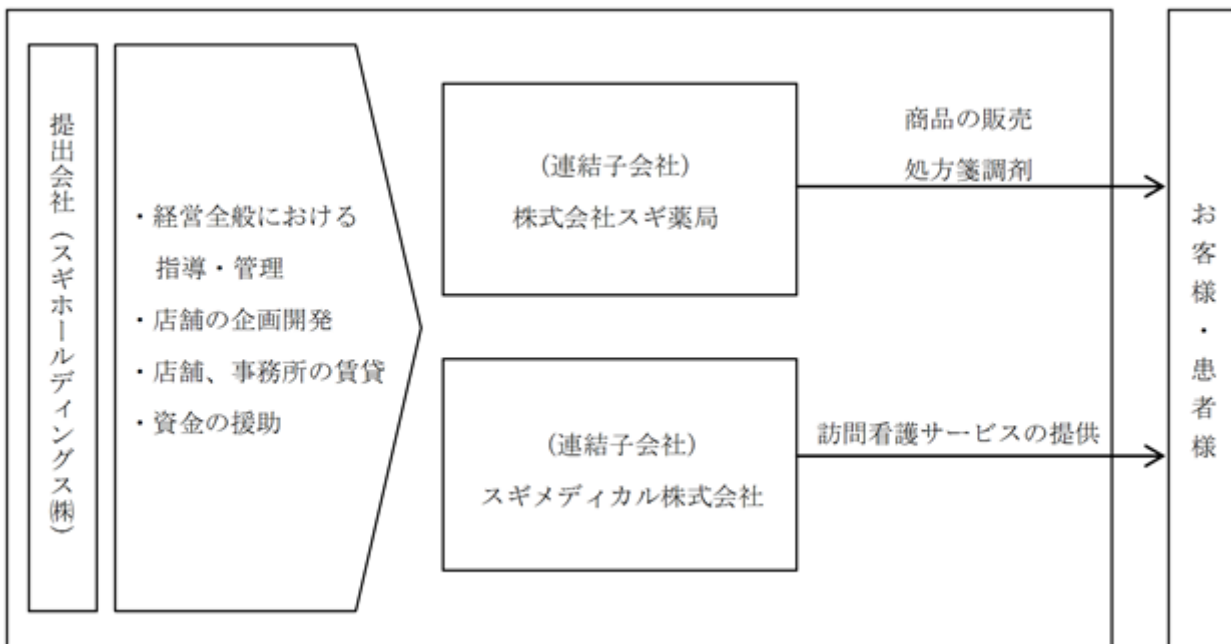 提出会社（スギホールディングス㈱）
・経営全般における
指導・管理
・店舗の企画開発
・店舗、事務所の賃貸
・資金の援助
（連結子会社）
株式会社スギ薬局
商品の販売
処方箋調剤
（連結子会社）
スギメディカル株式会社
訪問看護サービスの提供
お客様・患者様